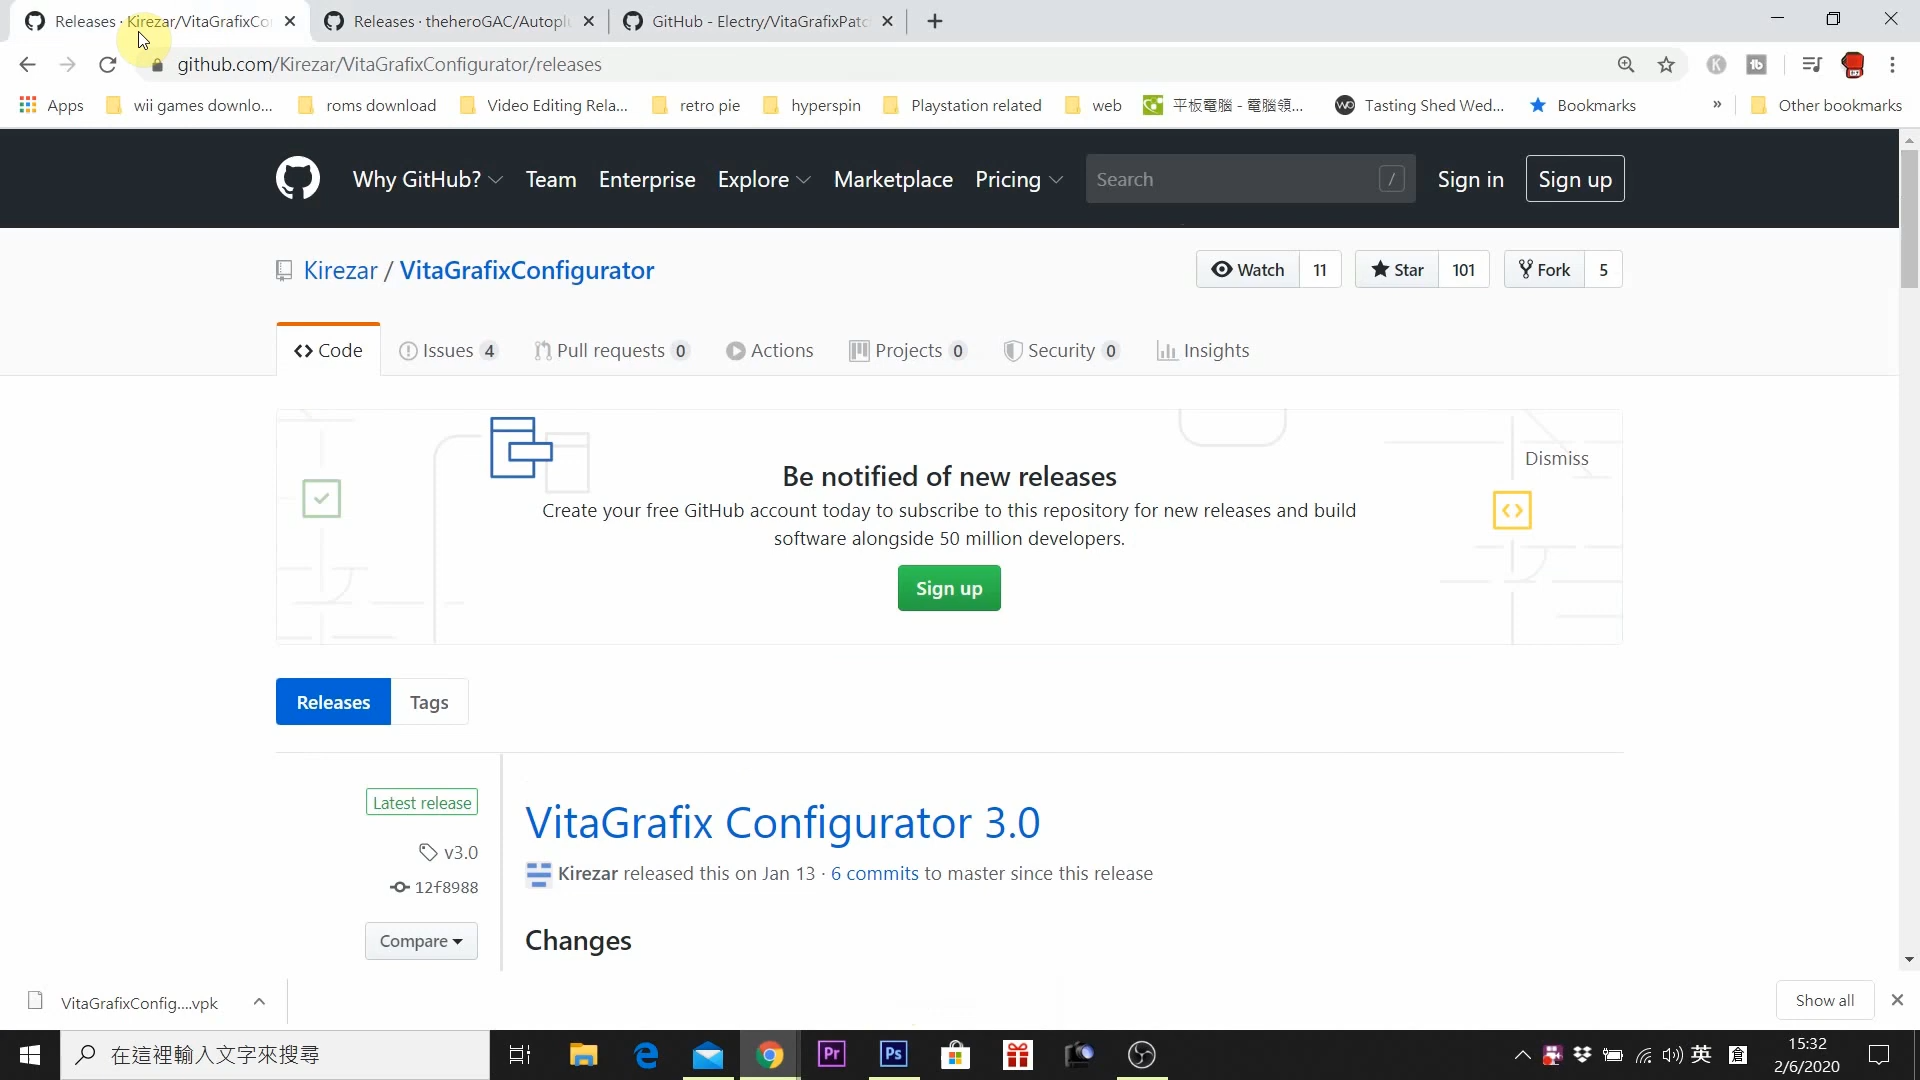 Releases · Kirezar/VitaGrafixCo
Releases · theheroGAC/Autoplu
GitHub - Electry/VitaGrafixPatc
github.com/Kirezar/VitaGrafixConfigurator/releases
Apps
wii games downlo...
roms download
Video Editing Rela...
retro pie
hyperspin
Playstation related
web
平板電腦 - 電腦領...
Tasting Shed Wed...
Bookmarks
»
Other bookmarks
Why GitHub?
Team
Enterprise
Explore
Marketplace
Pricing
Search
/
Sign in
Sign up
Kirezar / VitaGrafixConfigurator
Watch 11
Star 101
Fork 5
Code
Issues 4
Pull requests 0
Actions
Projects 0
Security 0
Insights
Be notified of new releases
Dismiss
Create your free GitHub account today to subscribe to this repository for new releases and build
software alongside 50 million developers.
Sign up
Releases
Tags
Latest release
v3.0
12f8988
Compare
VitaGrafix Configurator 3.0
Kirezar released this on Jan 13 · 6 commits to master since this release
Changes
VitaGrafixConfig....vpk
Show all
在這裡輸入文字來搜尋
Pr
Ps
英
倉
15:32
2/6/2020